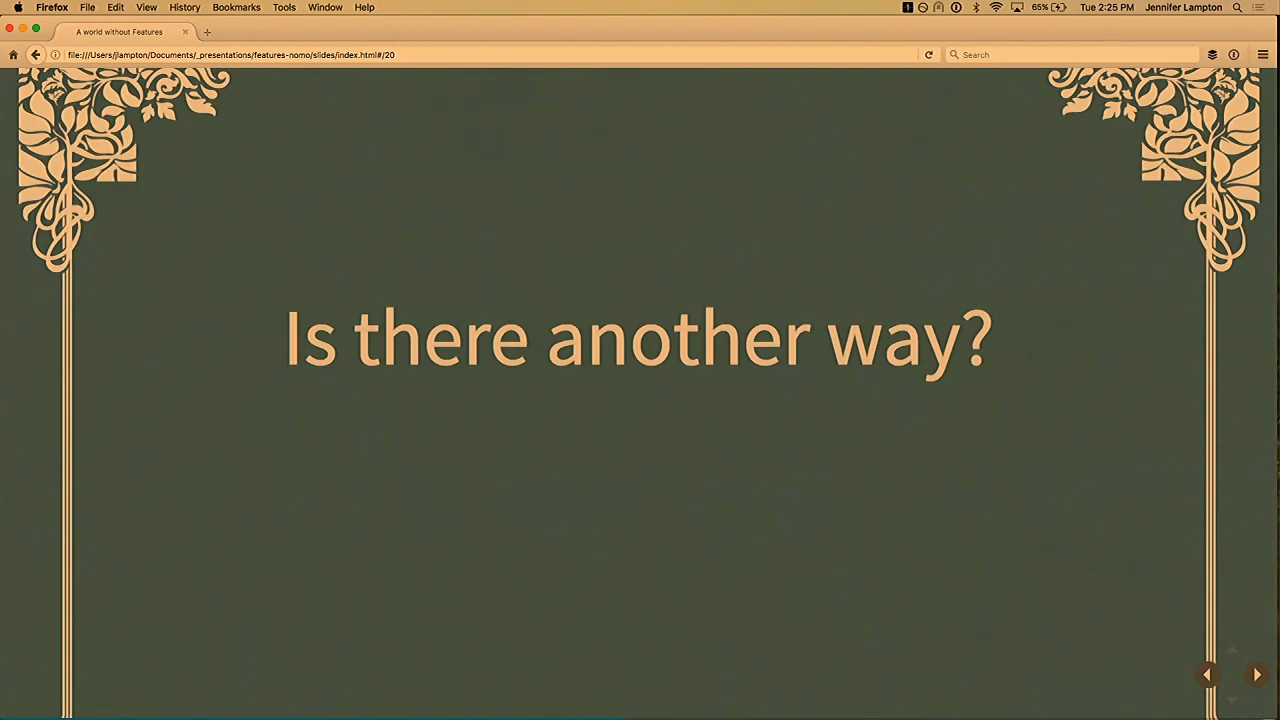 Firefox File Edit View History Bookmarks Tools Window Help 1 65% Tue 2:25 PM Jennifer Lampton
A world without Features
file:///Users/jlampton/Documents/_presentations/features-nomo/slides/index.html#/20 Search
Is there another way?